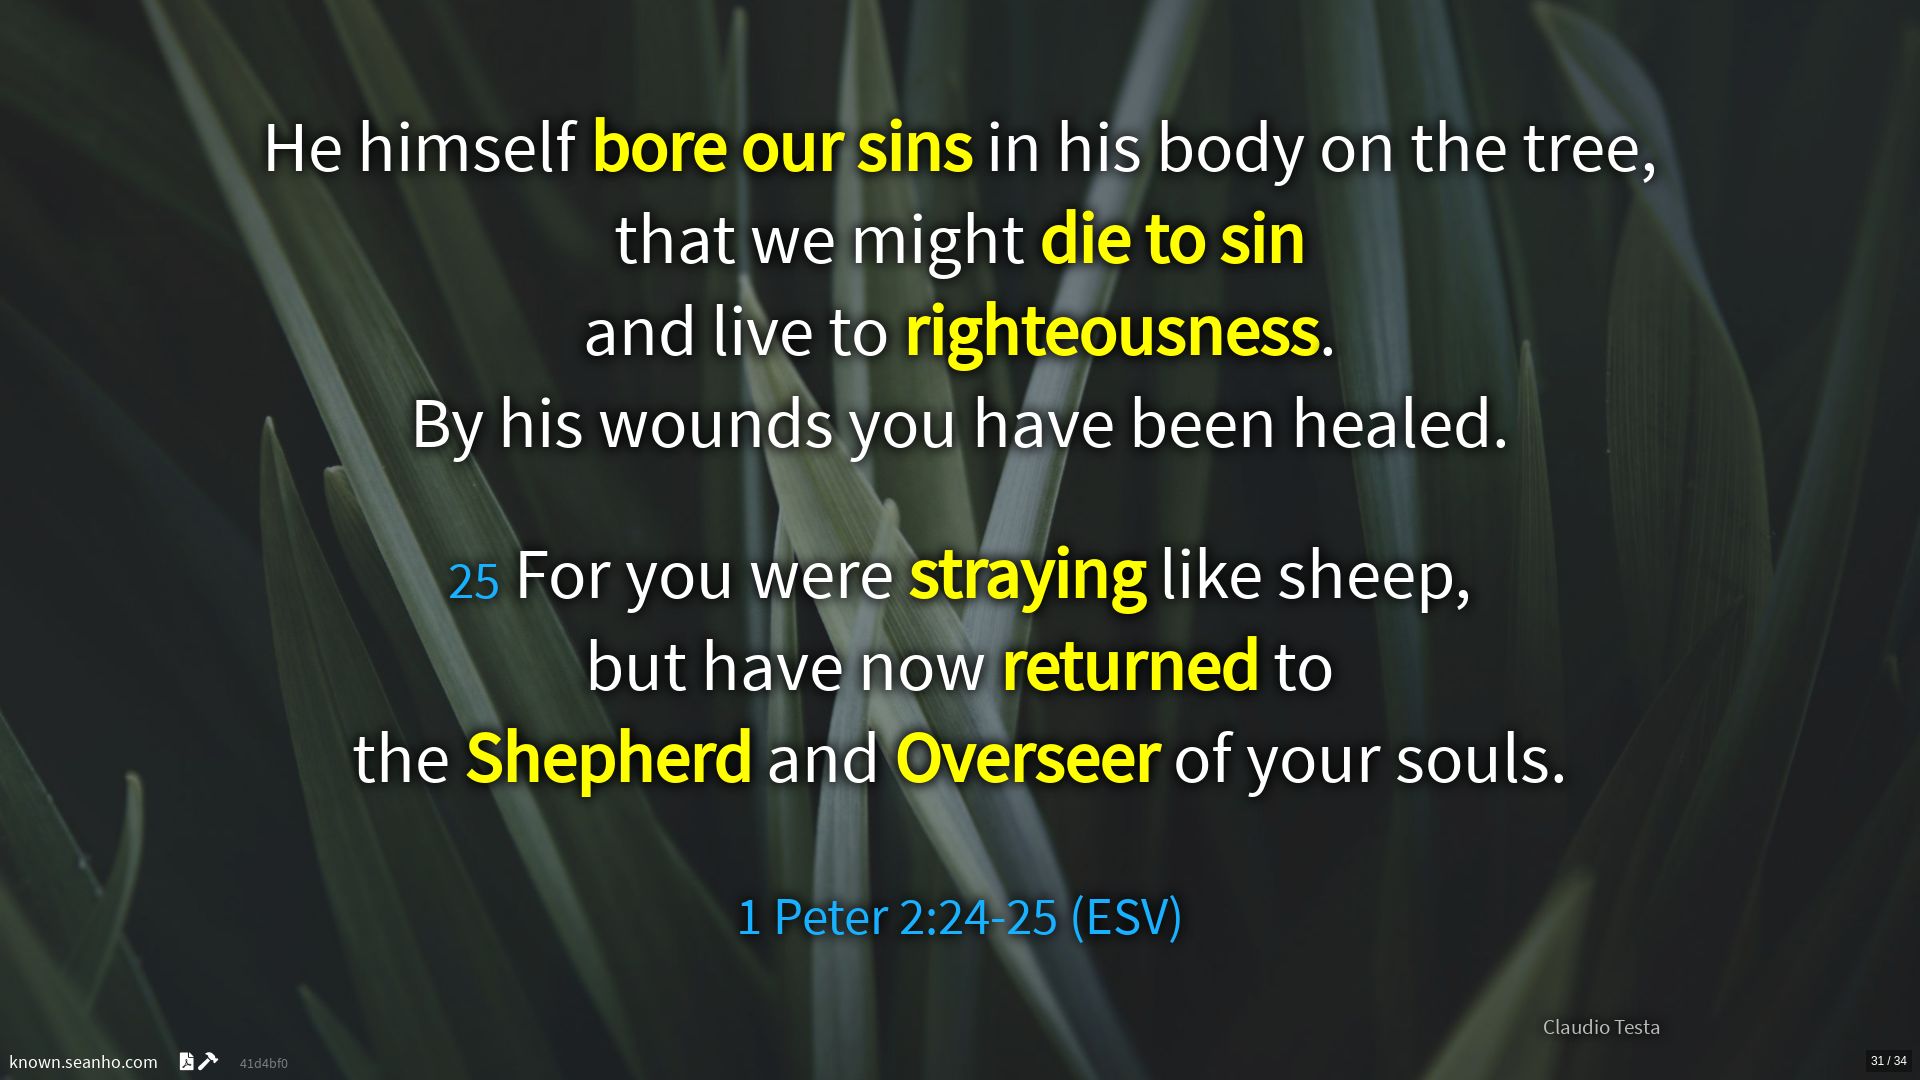 He himself bore our sins in his body on the tree,
that we might die to sin
and live to righteousness.
By his wounds you have been healed.
25 For you were straying like sheep,
but have now returned to
the Shepherd and Overseer of your souls.
1 Peter 2:24-25 (ESV)
Claudio Testa
known.seanho.com 41d4bf0
31 / 34